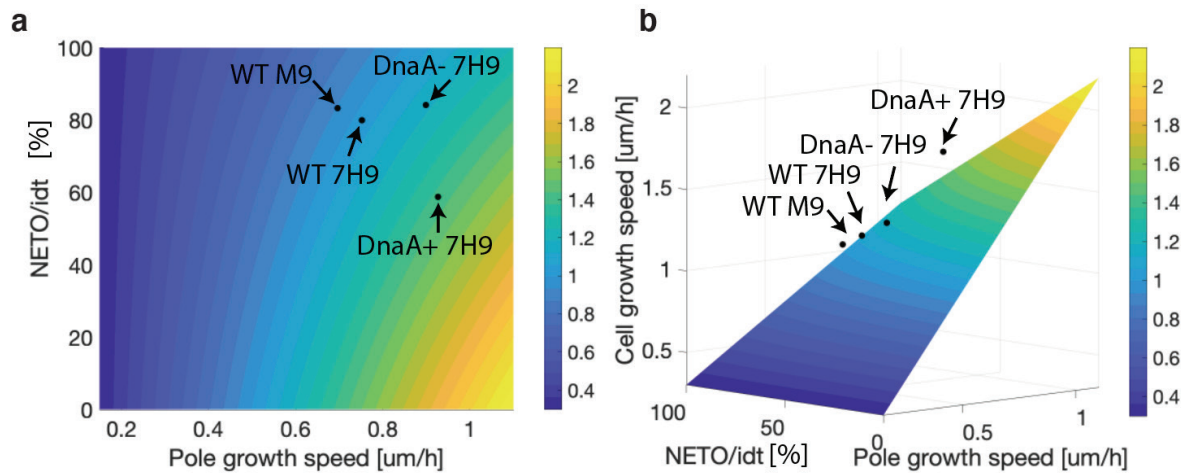 a
NETO/idt [%]
100
80
60
40
20
0
0.2
0.4
0.6
0.8
1
Pole growth speed [um/h]
WT M9
DnaA- 7H9
WT 7H9
DnaA+ 7H9
2
1.8
1.6
1.4
1.2
1
0.8
0.6
0.4
b
Cell growth speed [um/h]
2
1.5
1
0.5
DnaA+ 7H9
DnaA- 7H9
WT 7H9
WT M9
100
50
0
NETO/idt [%]
0.5
1
Pole growth speed [um/h]
2
1.8
1.6
1.4
1.2
1
0.8
0.6
0.4